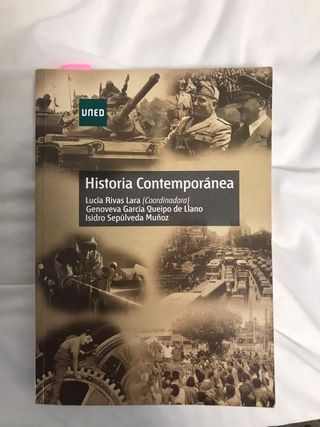 UNED
Historia Contemporánea
Lucía Rivas Lara (Coordinadora)
Genoveva García Queipo de Llano
Isidro Sepúlveda Muñoz